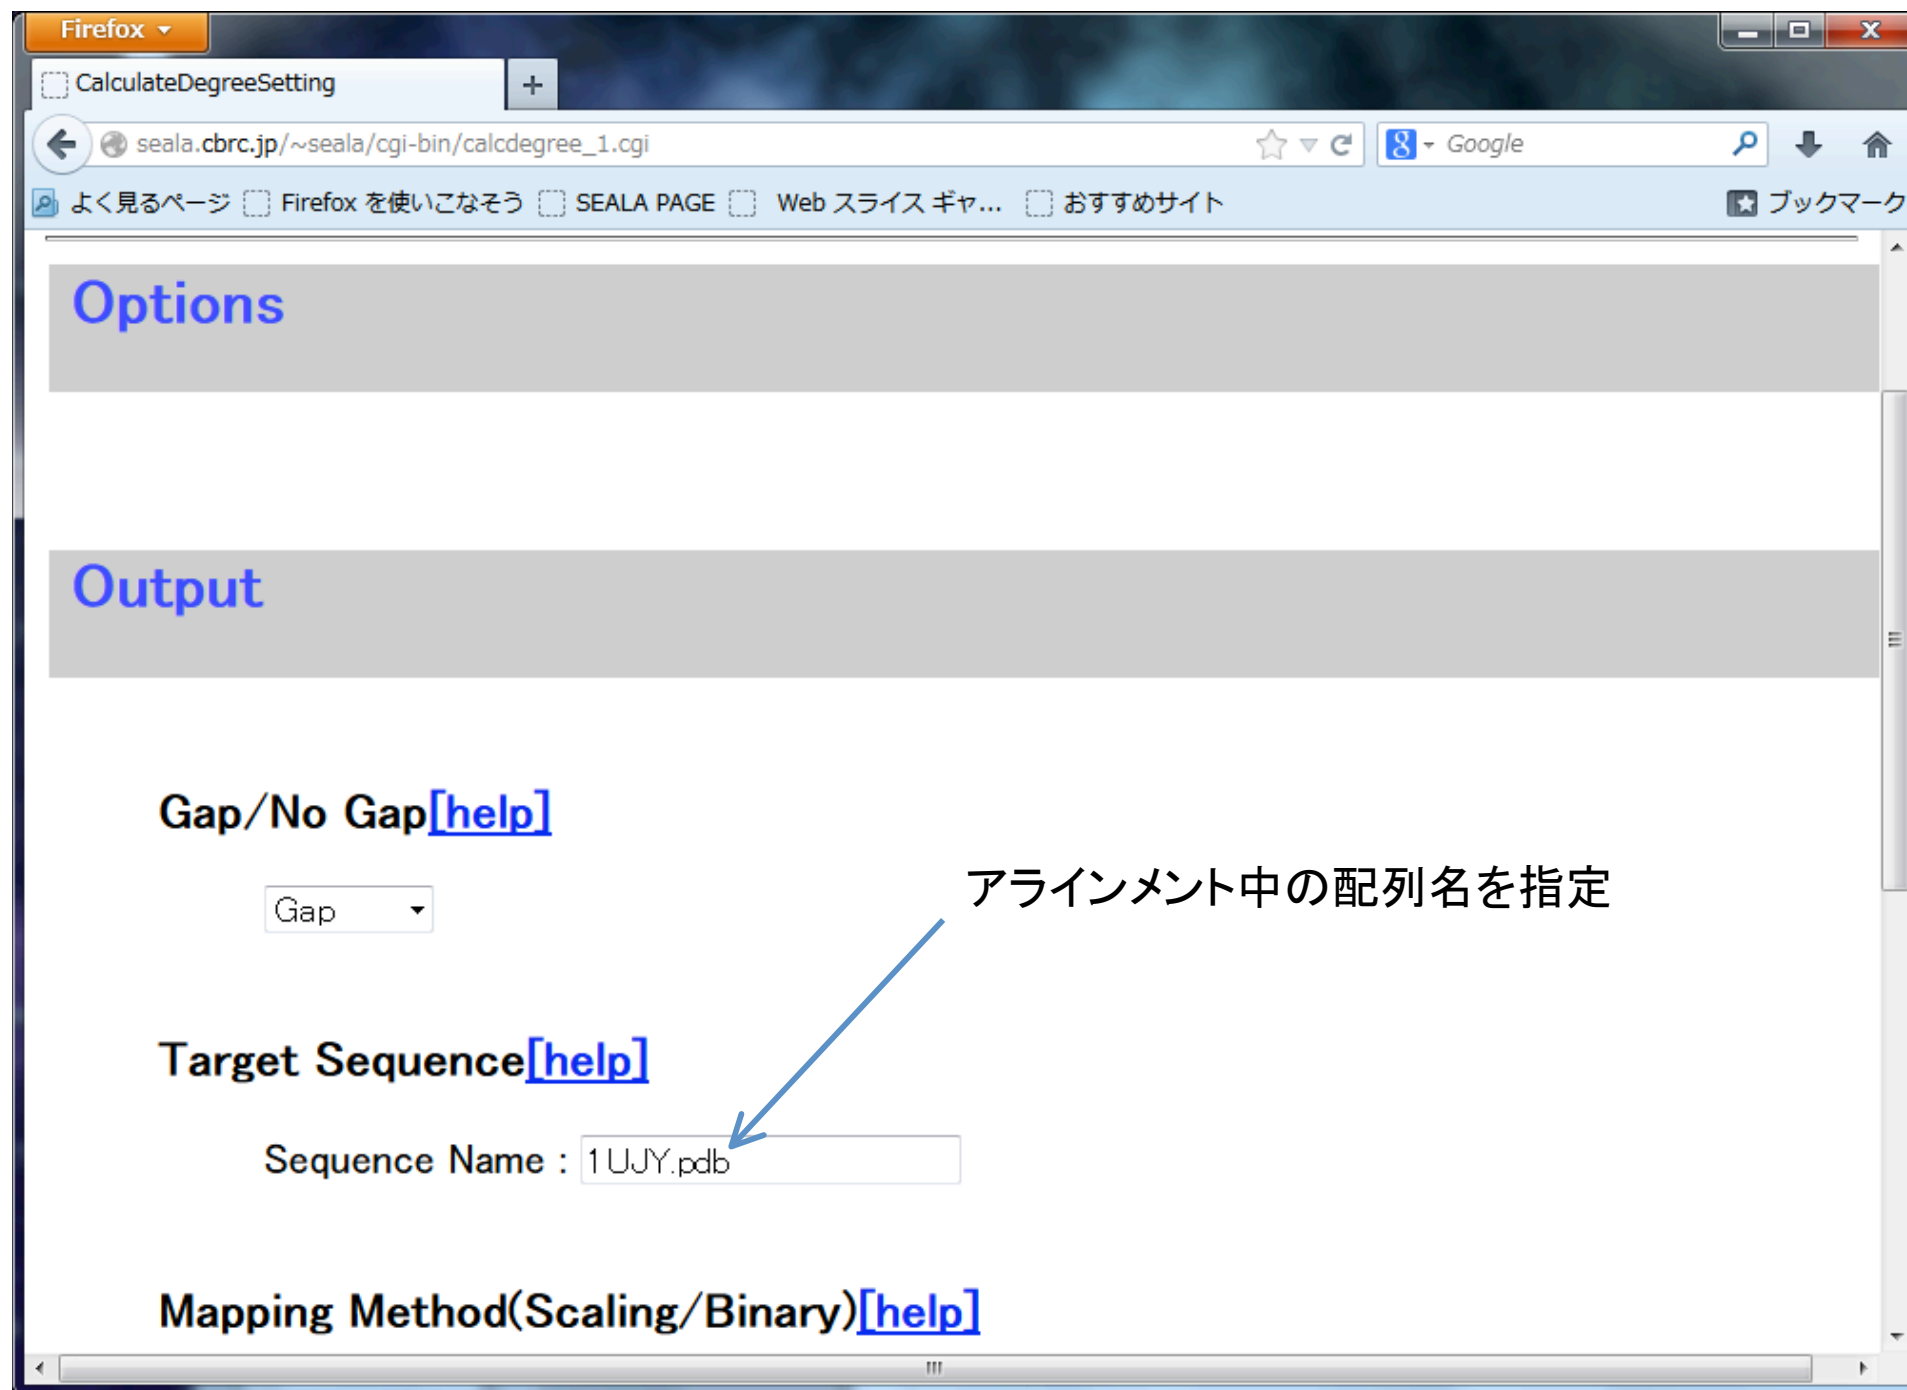 Firefox
CalculateDegreeSetting
seala.cbrc.jp/~seala/cgi-bin/calcdegree_1.cgi
Google
よく見るページ Firefox を使いこなそう SEALA PAGE Web スライス ギャ... おすすめサイト ブックマーク
Options
Output
Gap/No Gap[help]
アラインメント中の配列名を指定
Gap
Target Sequence[help]
Sequence Name : 1UJY.pdb
Mapping Method(Scaling/Binary)[help]